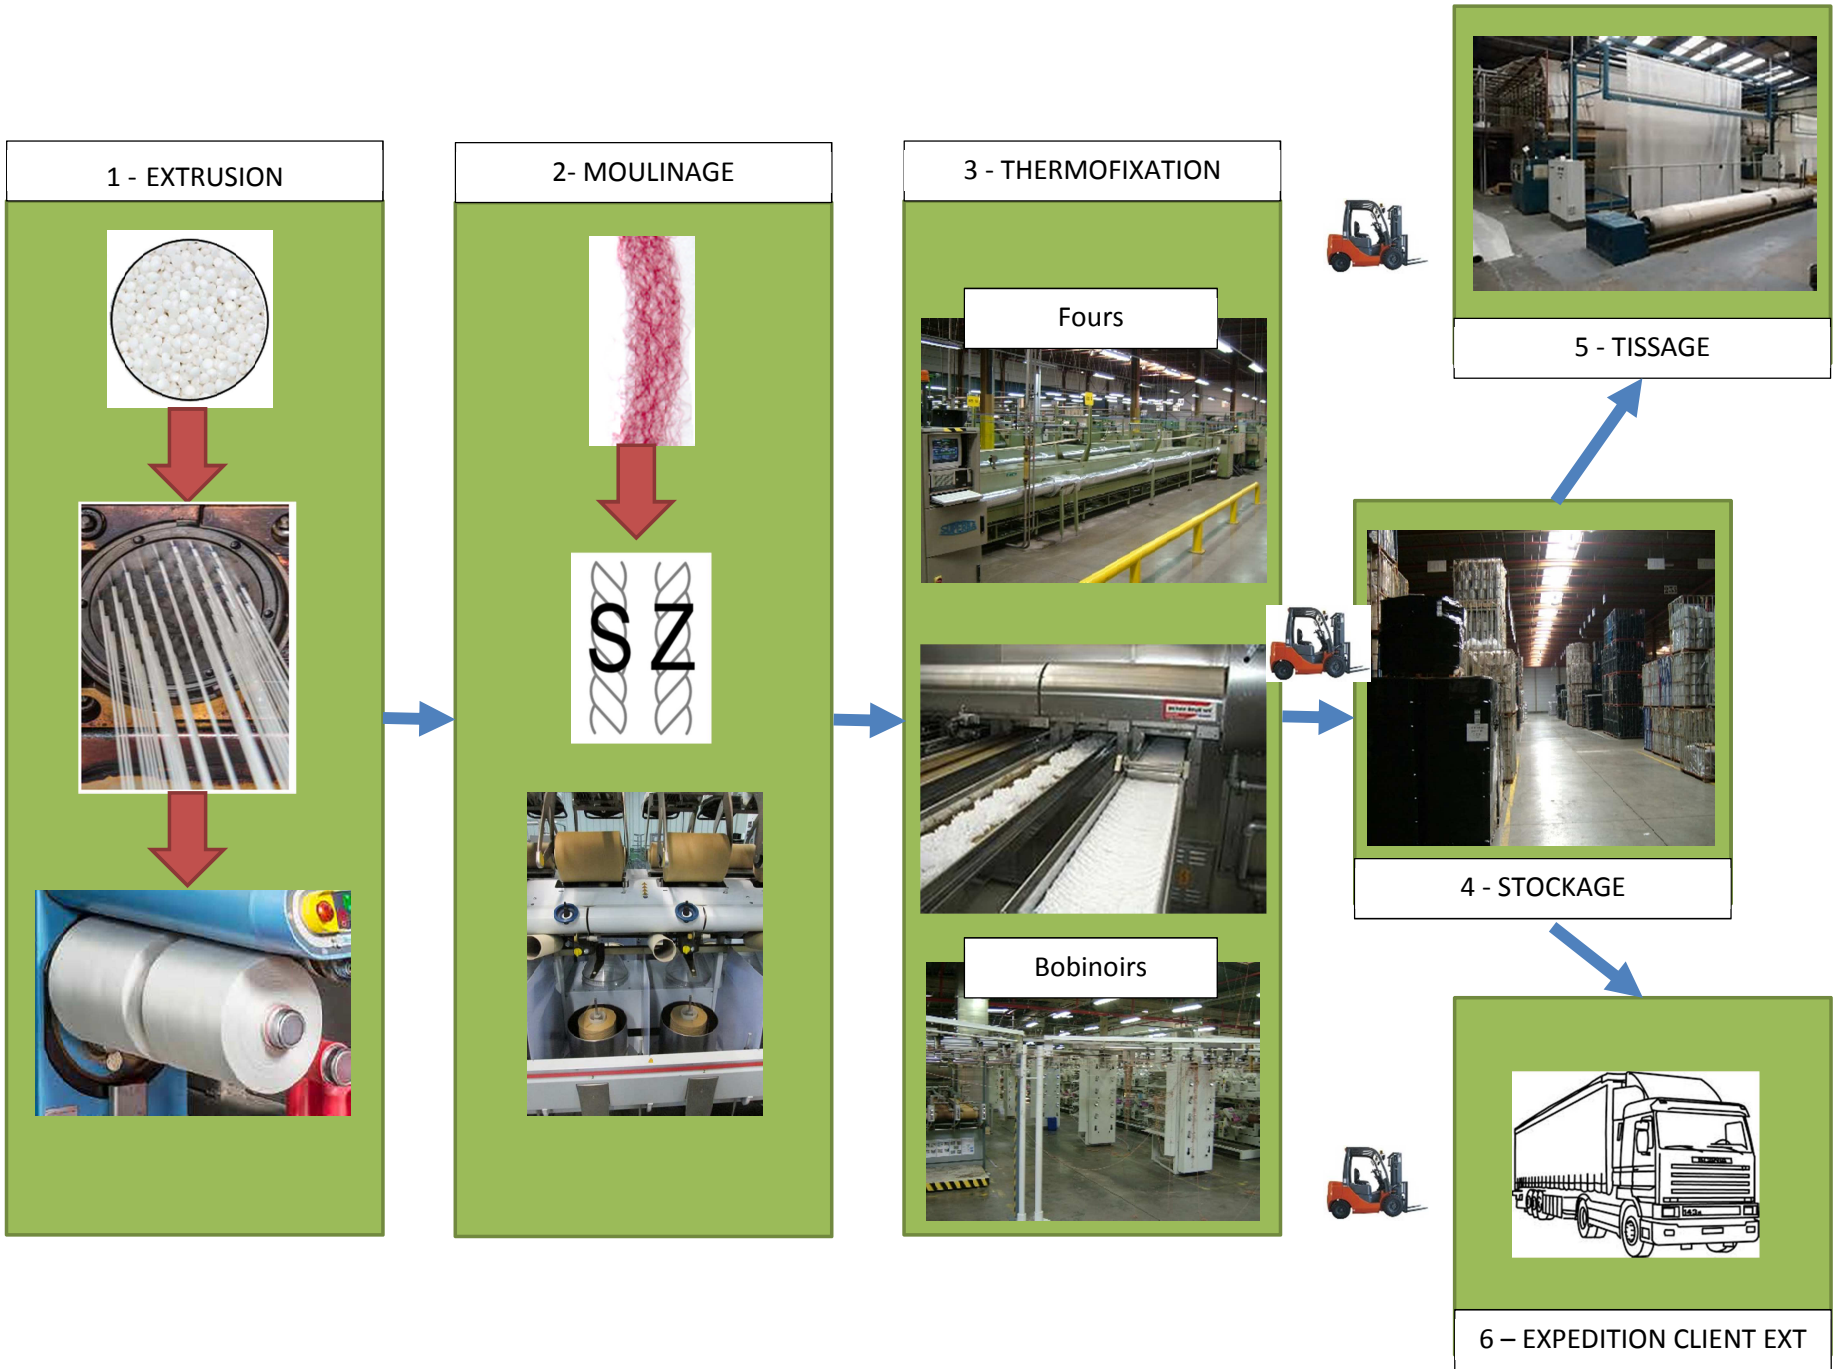 1 - EXTRUSION
2- MOULINAGE
3 - THERMOFIXATION
Fours
S Z
Bobinoirs
4 - STOCKAGE
5 - TISSAGE
6 – EXPEDITION CLIENT EXT